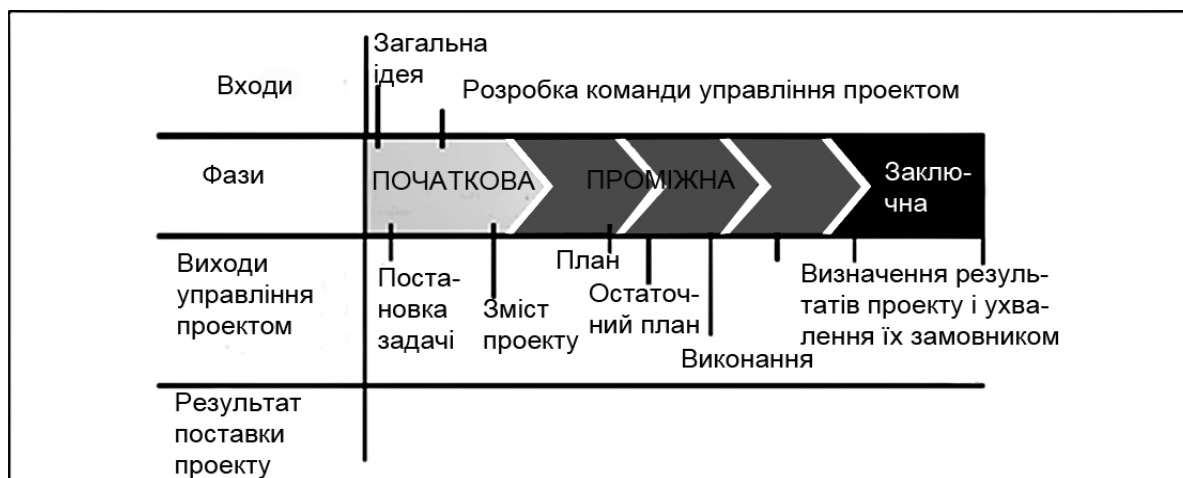 Загальна
ідея
Входи
Розробка команди управління проектом
Фази
ПОЧАТКОВА
ПРОМІЖНА
Заклю-
чна
Виходи
управління
проектом
Поста-
новка
задачі
Зміст
проекту
План
Остаточ-
ний план
Виконання
Визначення резуль-
татів проекту і ухва-
лення їх замовником
Результат
поставки
проекту